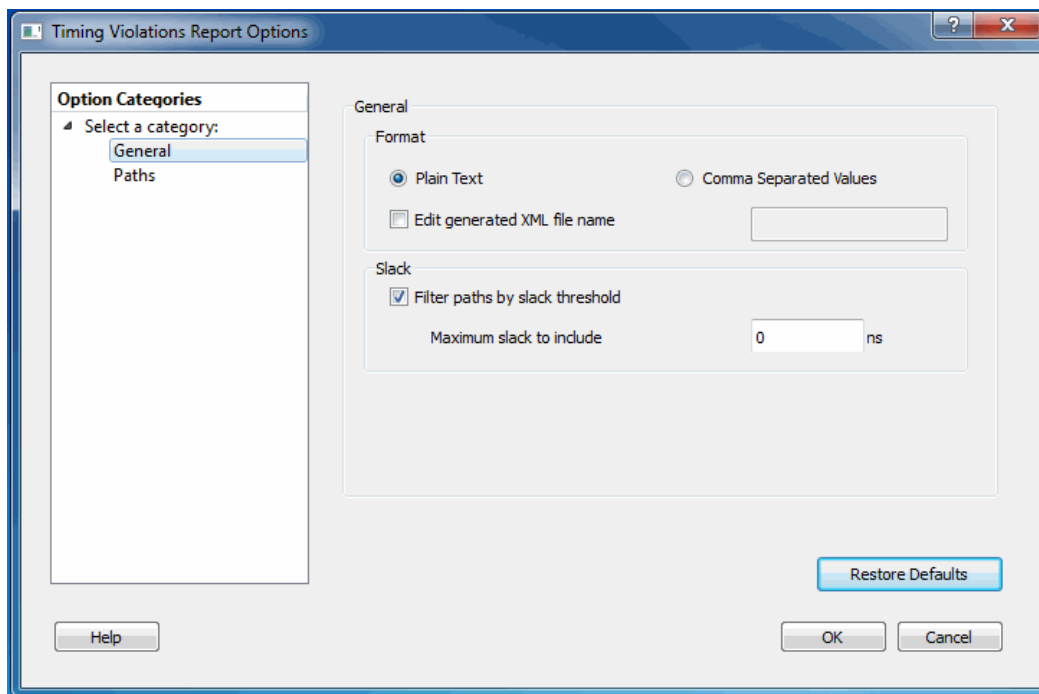 Timing Violations Report Options
?
Option Categories
Select a category:
General
Paths
General
Format
Plain Text
Comma Separated Values
Edit generated XML file name
Slack
Filter paths by slack threshold
Maximum slack to include 0 ns
Restore Defaults
Help OK Cancel